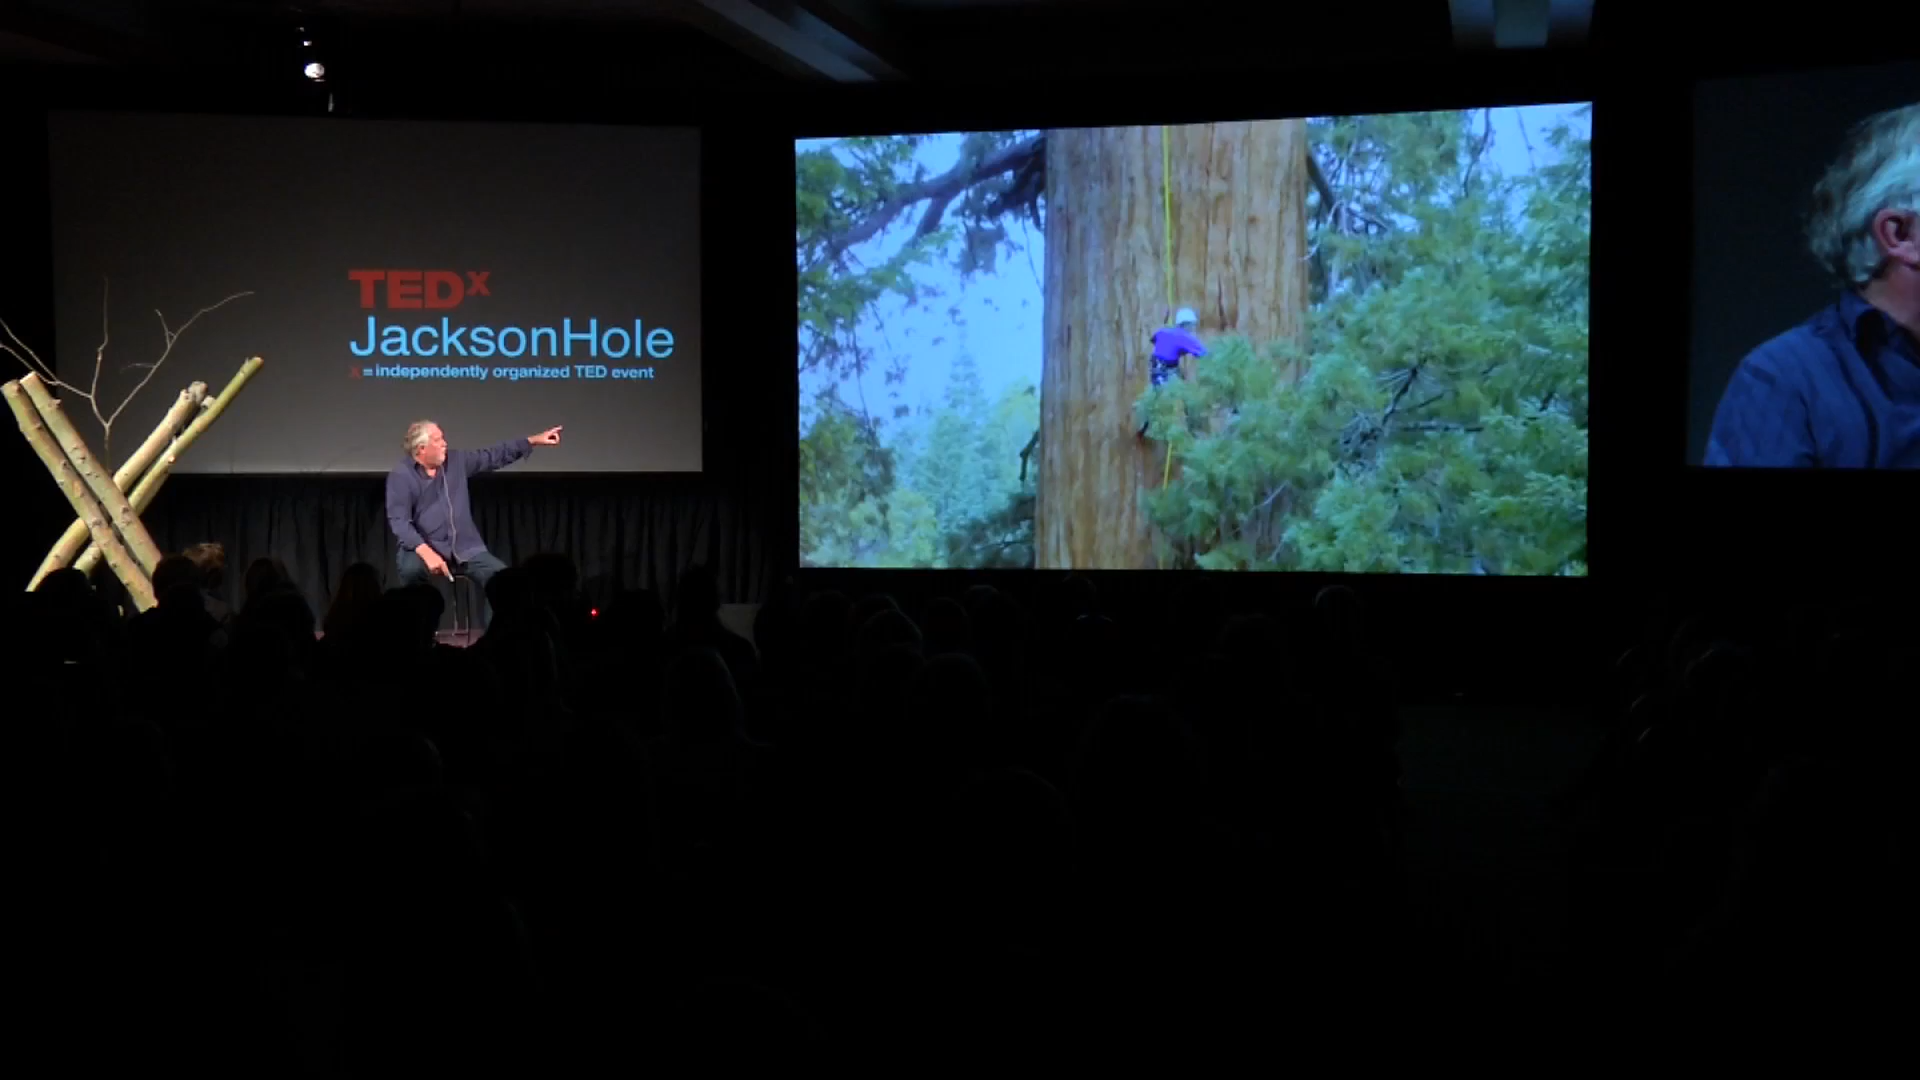 TEDx
JacksonHole
x = independently organized TED event